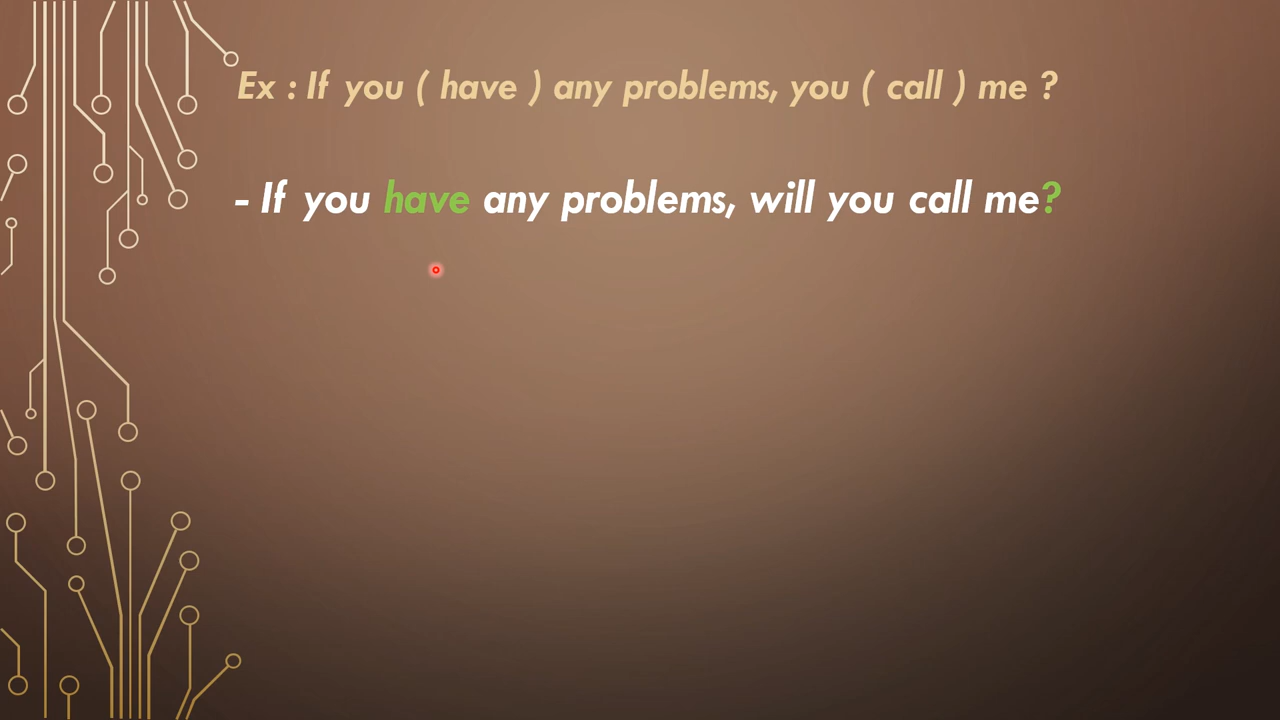 Ex : If you ( have ) any problems, you ( call ) me ?
- If you have any problems, will you call me?